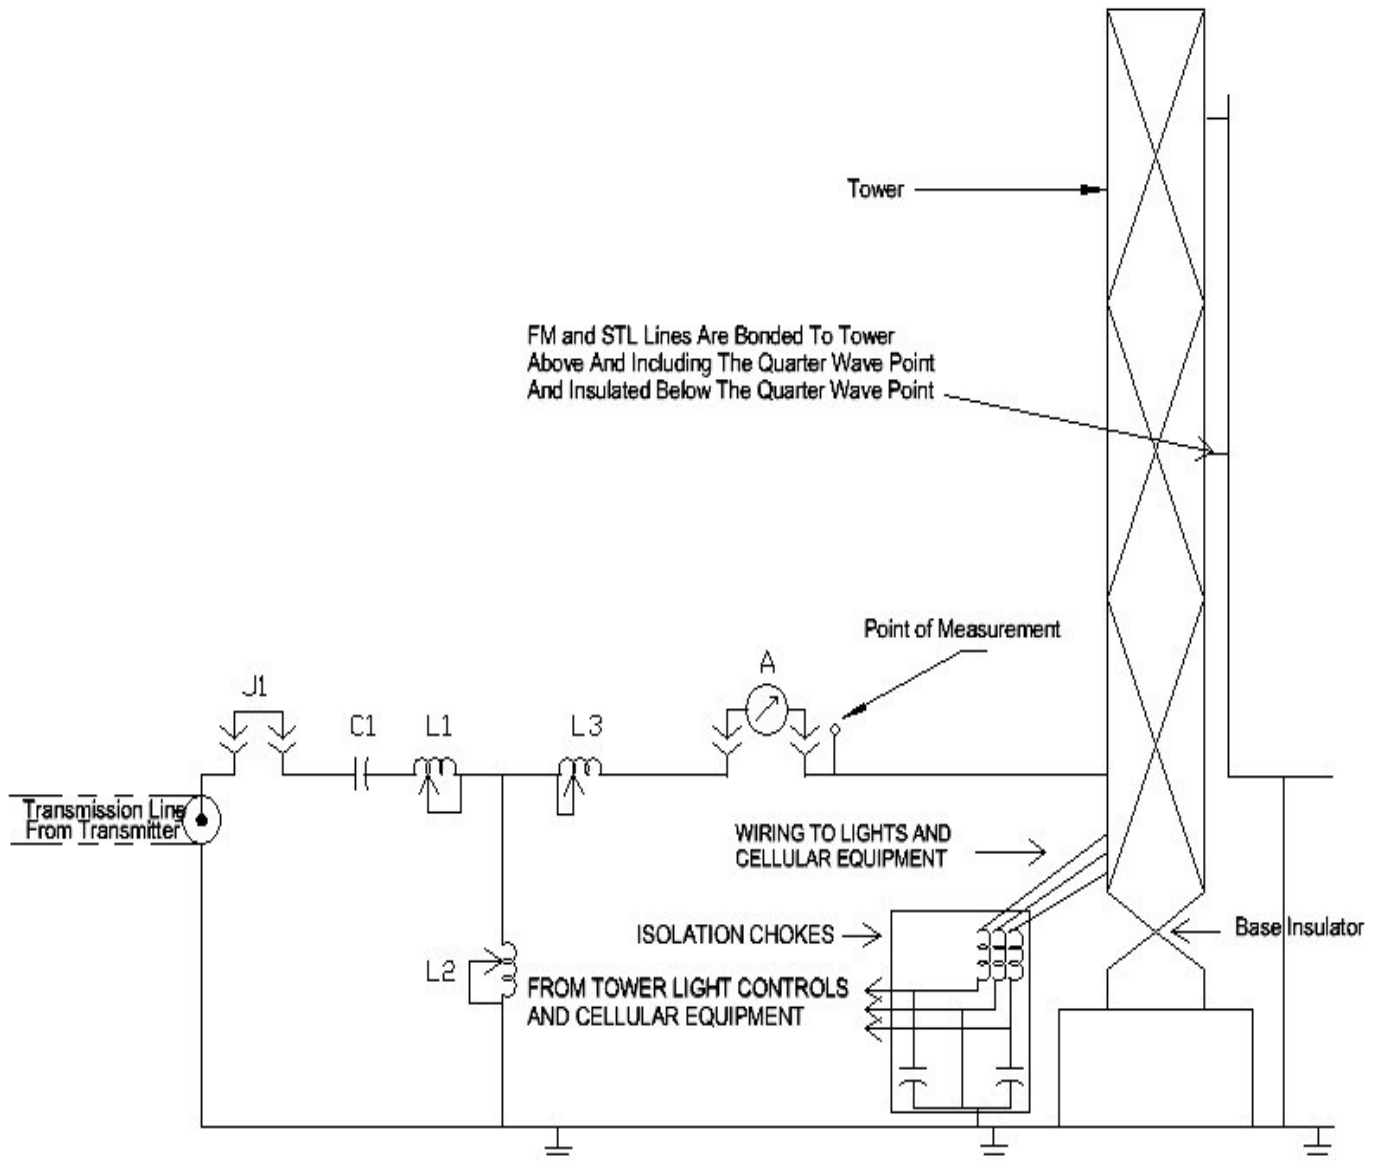 Tower
FM and STL Lines Are Bonded To Tower
Above And Including The Quarter Wave Point
And Insulated Below The Quarter Wave Point
Point of Measurement
A
J1
C1
L1
L3
Transmission Line
From Transmitter
WIRING TO LIGHTS AND
CELLULAR EQUIPMENT
ISOLATION CHOKES
Base Insulator
L2
FROM TOWER LIGHT CONTROLS
AND CELLULAR EQUIPMENT